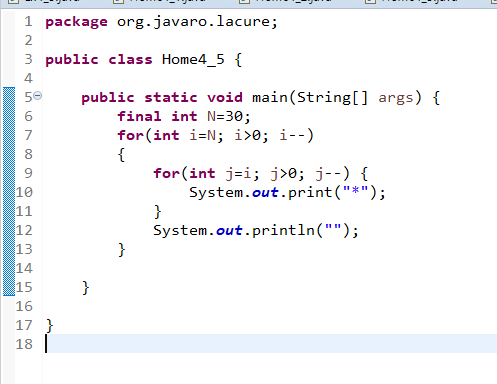 1 package org.javaro.lacure;
2
3 public class Home4_5 {
4
5     public static void main(String[] args) {
6         final int N=30;
7         for(int i=N; i>0; i--)
8         {
9             for(int j=i; j>0; j--) {
10                 System.out.print("*");
11             }
12             System.out.println("");
13         }
14
15     }
16
17 }
18